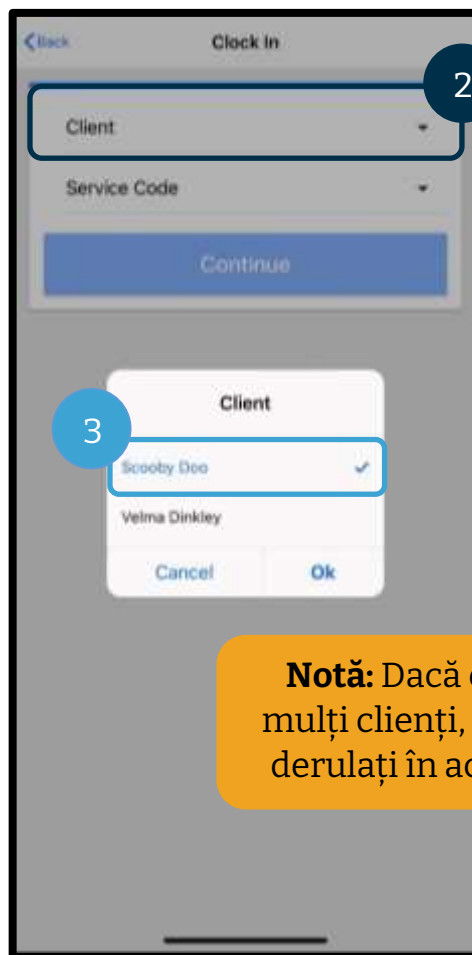 Back
Clock In
2
Client
Service Code
Continue
Client
3
Scooby Doo
Velma Dinkley
Cancel
Ok
Notă: Dacă
mulți clienți,
derulați în